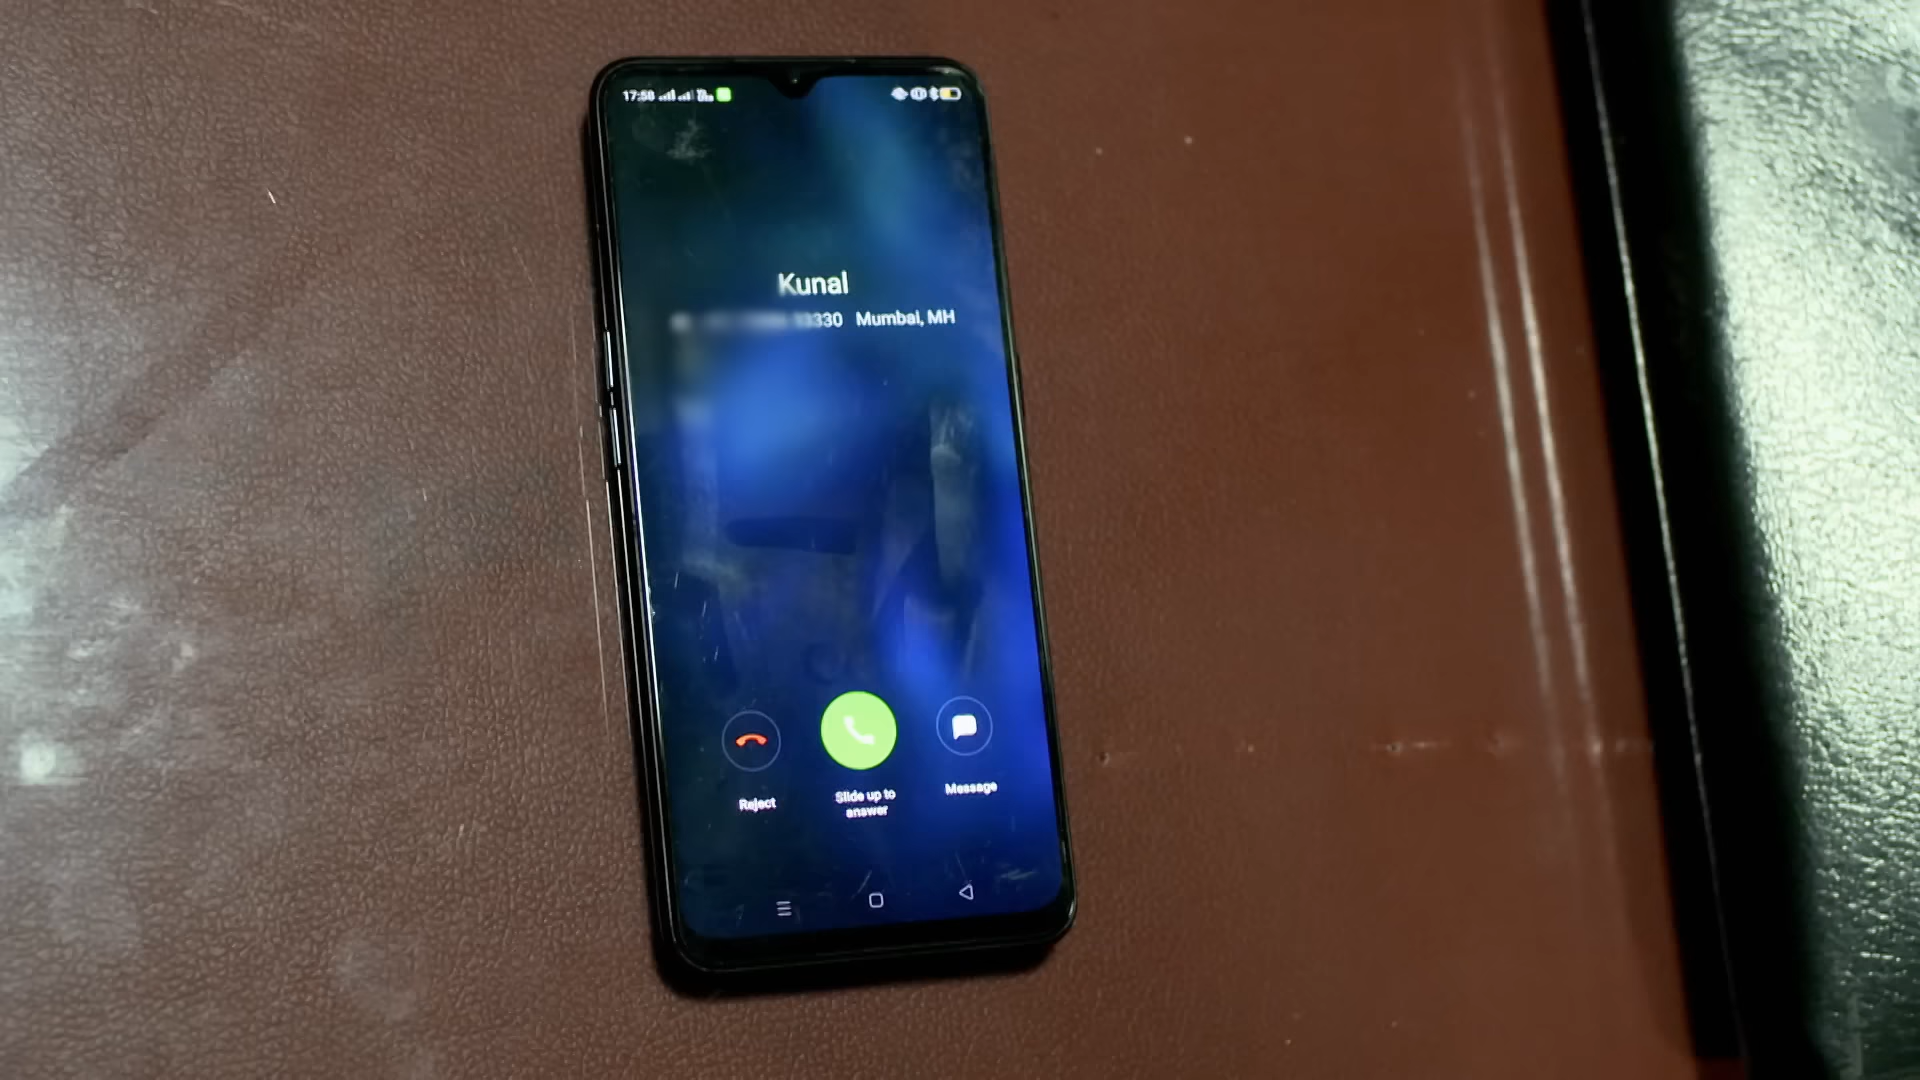 17:58
Kunal
330 Mumbai, MH
Reject
Slide up to
answer
Message